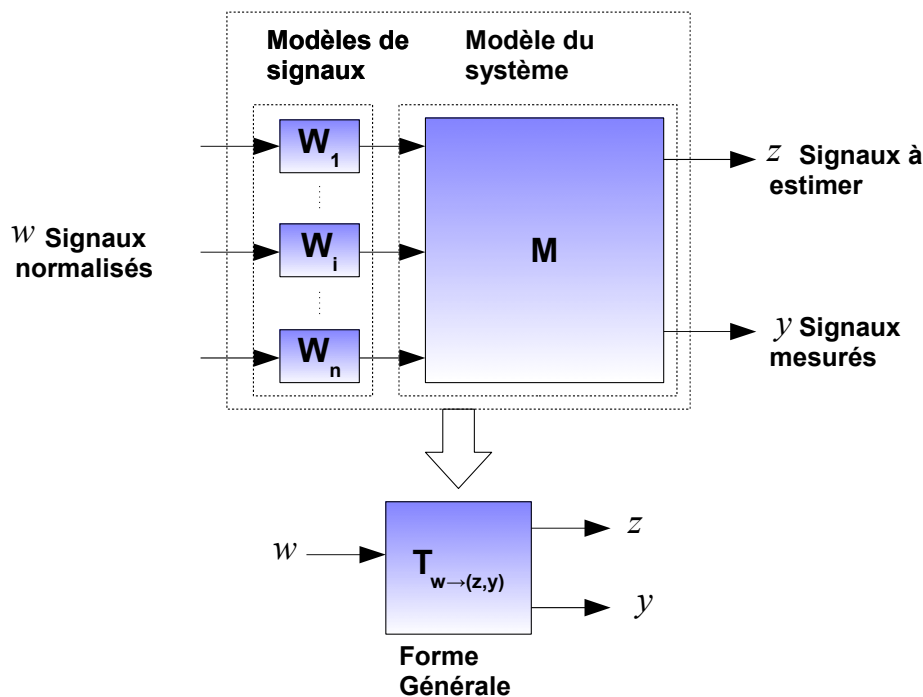 Modèles de
signaux
Modèle du
système
W1
z Signaux à
estimer
w Signaux
normalisés
Wi
M
y Signaux
mesurés
Wn
w
Tw→(z,y)
z
y
Forme
Générale